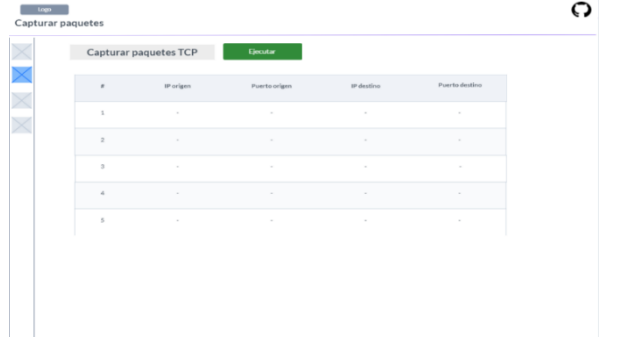 Logo
Capturar paquetes
Capturar paquetes TCP Ejecutar
# IP origen Puerto origen IP destino Puerto destino
1 - - - -
2 - - - -
3 - - - -
4 - - - -
5 - - - -